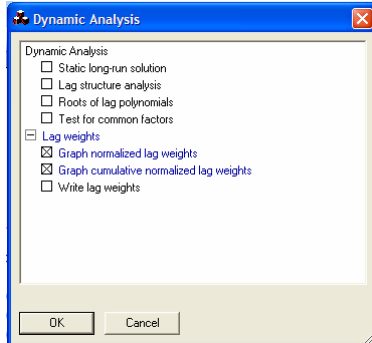 Dynamic Analysis
Dynamic Analysis
Static long-run solution
Lag structure analysis
Roots of lag polynomials
Test for common factors
Lag weights
Graph normalized lag weights
Graph cumulative normalized lag weights
Write lag weights
OK Cancel